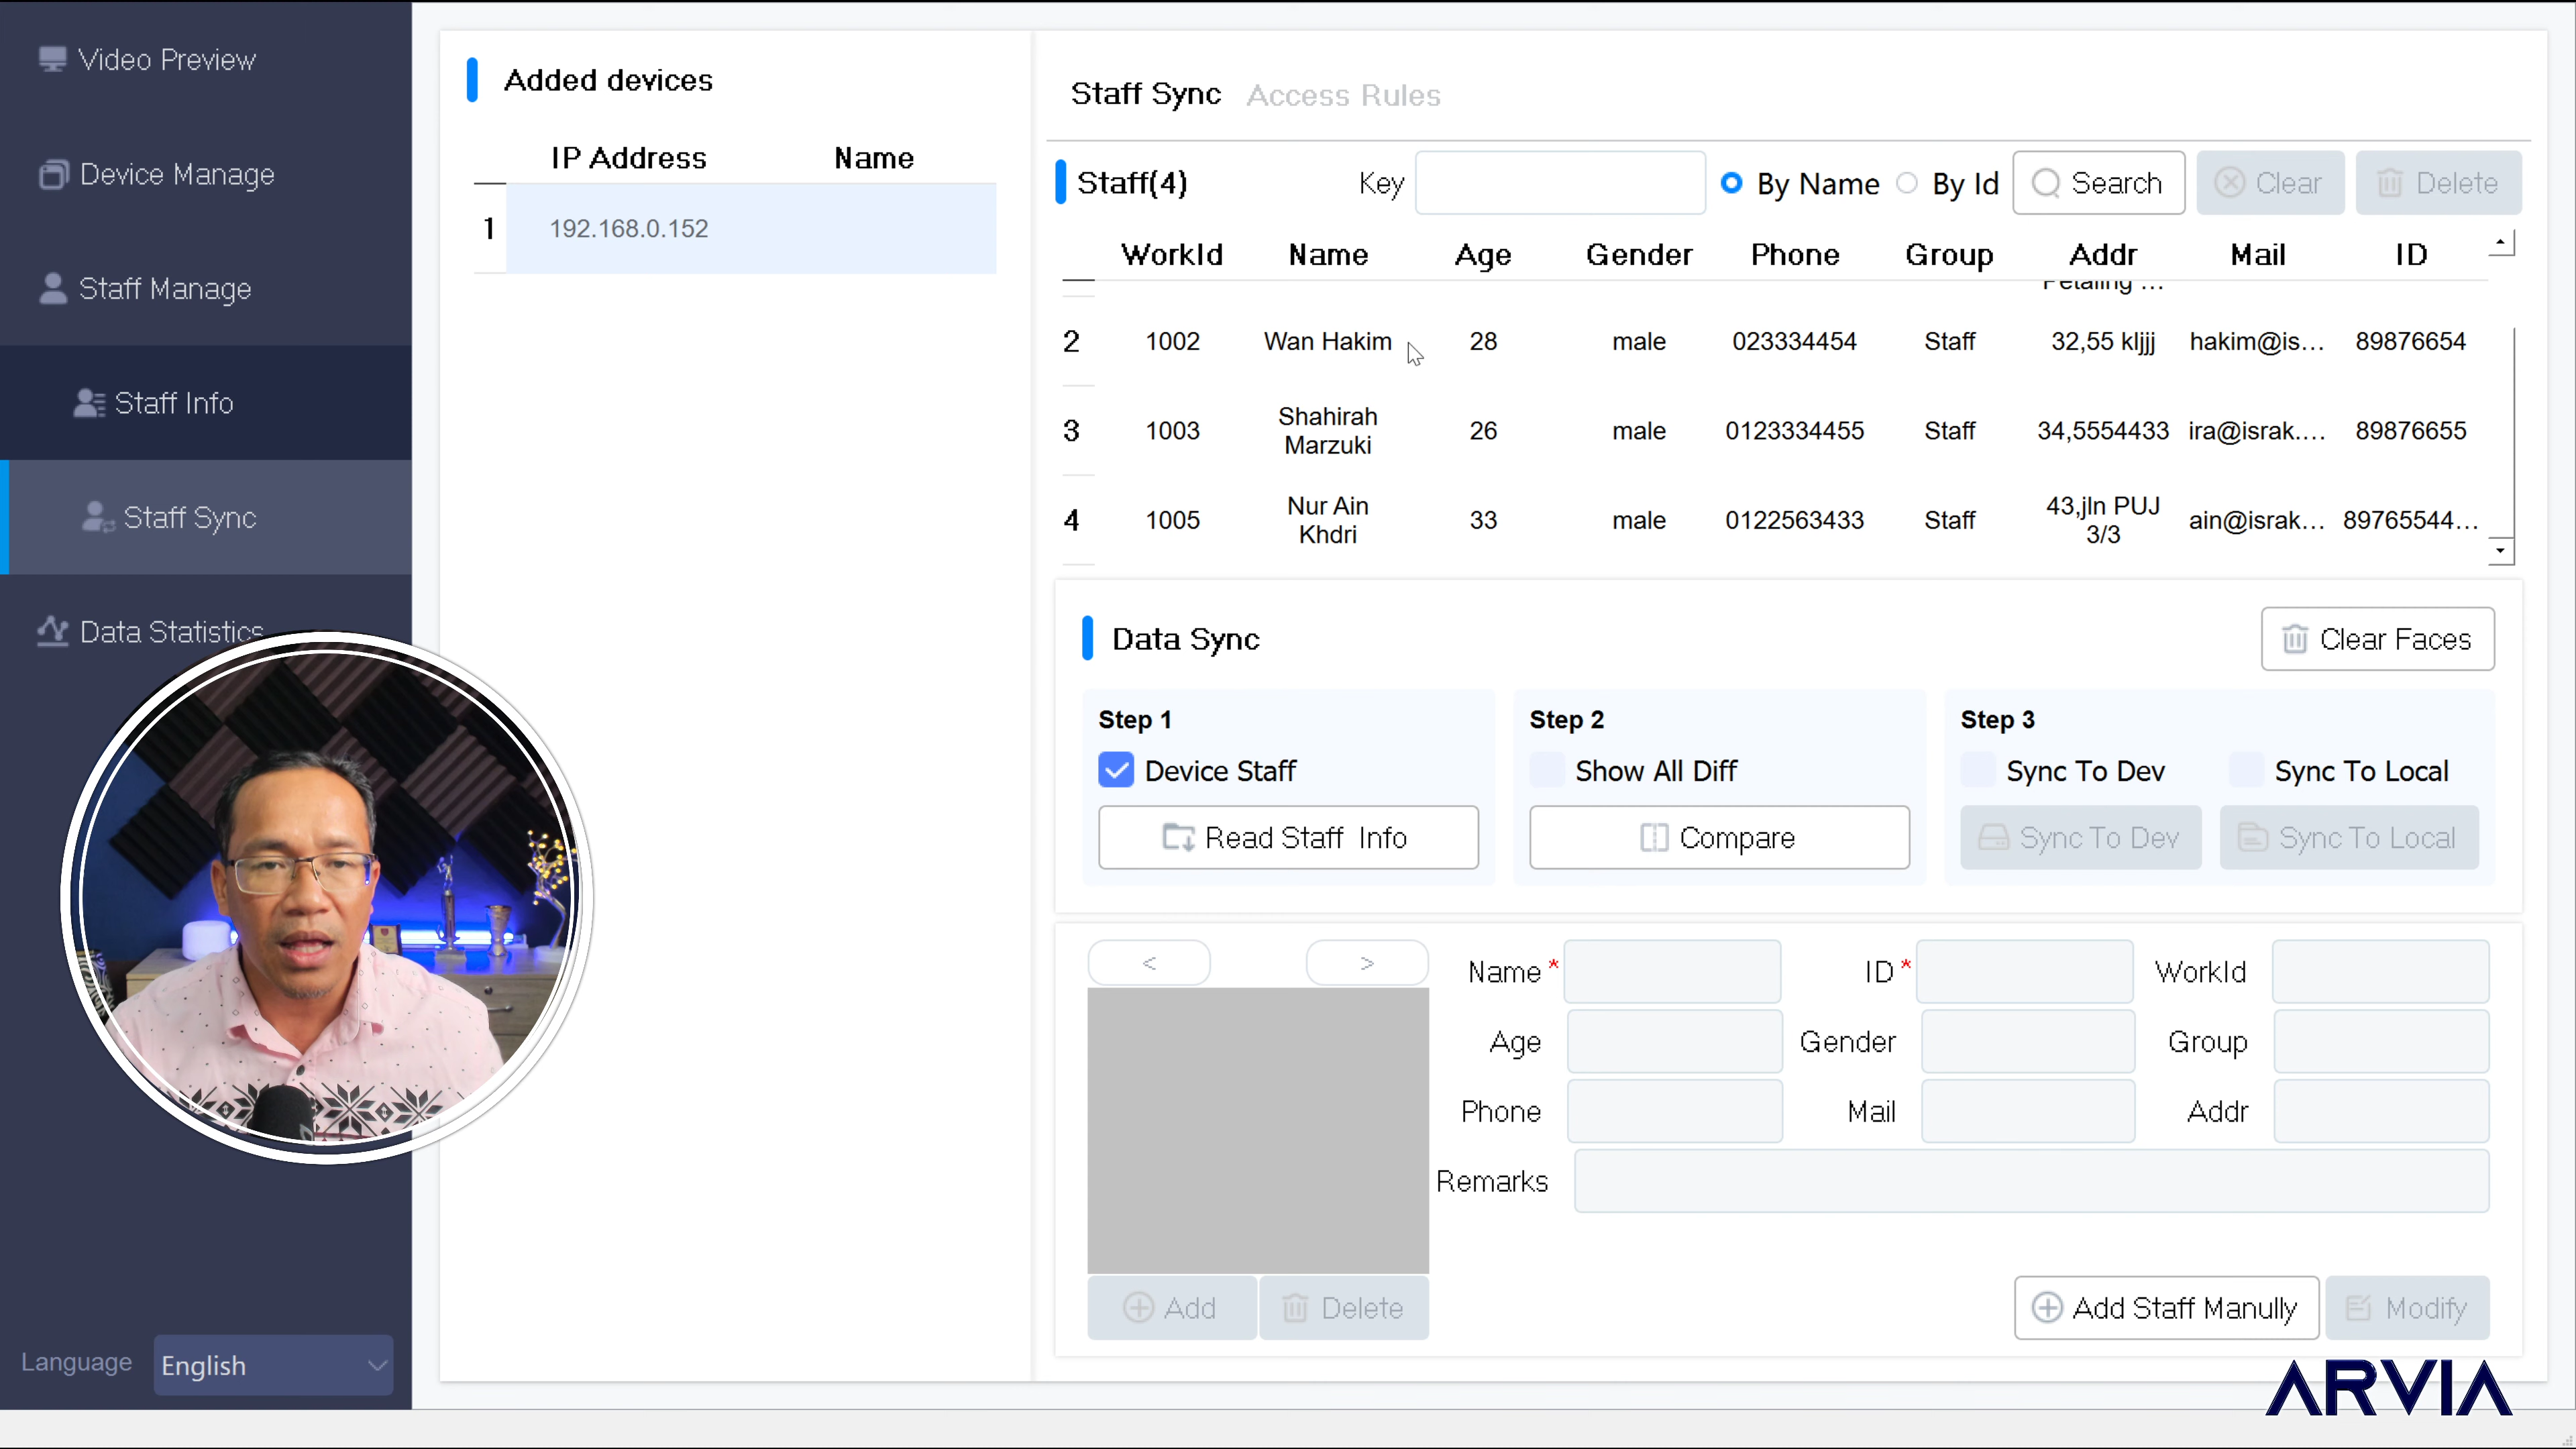 Video Preview
Device Manage
Staff Manage
Staff Info
Staff Sync
Data Statistics
Language English
Added devices
IP Address Name
1 192.168.0.152
Staff Sync Access Rules
Staff(4) Key By Name By Id Search Clear Delete
WorkId Name Age Gender Phone Group Addr Mail ID
Petaling ...
2 1002 Wan Hakim 28 male 023334454 Staff 32,55 kljjj hakim@is... 89876654
3 1003 Shahirah Marzuki 26 male 0123334455 Staff 34,5554433 ira@israk.... 89876655
4 1005 Nur Ain Khdri 33 male 0122563433 Staff 43,jln PUJ 3/3 ain@israk... 89765544...
Data Sync Clear Faces
Step 1 Step 2 Step 3
Device Staff Show All Diff Sync To Dev Sync To Local
Read Staff Info Compare Sync To Dev Sync To Local
< >
Name * ID * WorkId
Age Gender Group
Phone Mail Addr
Remarks
Add Delete Add Staff Manully Modify
ARVIA